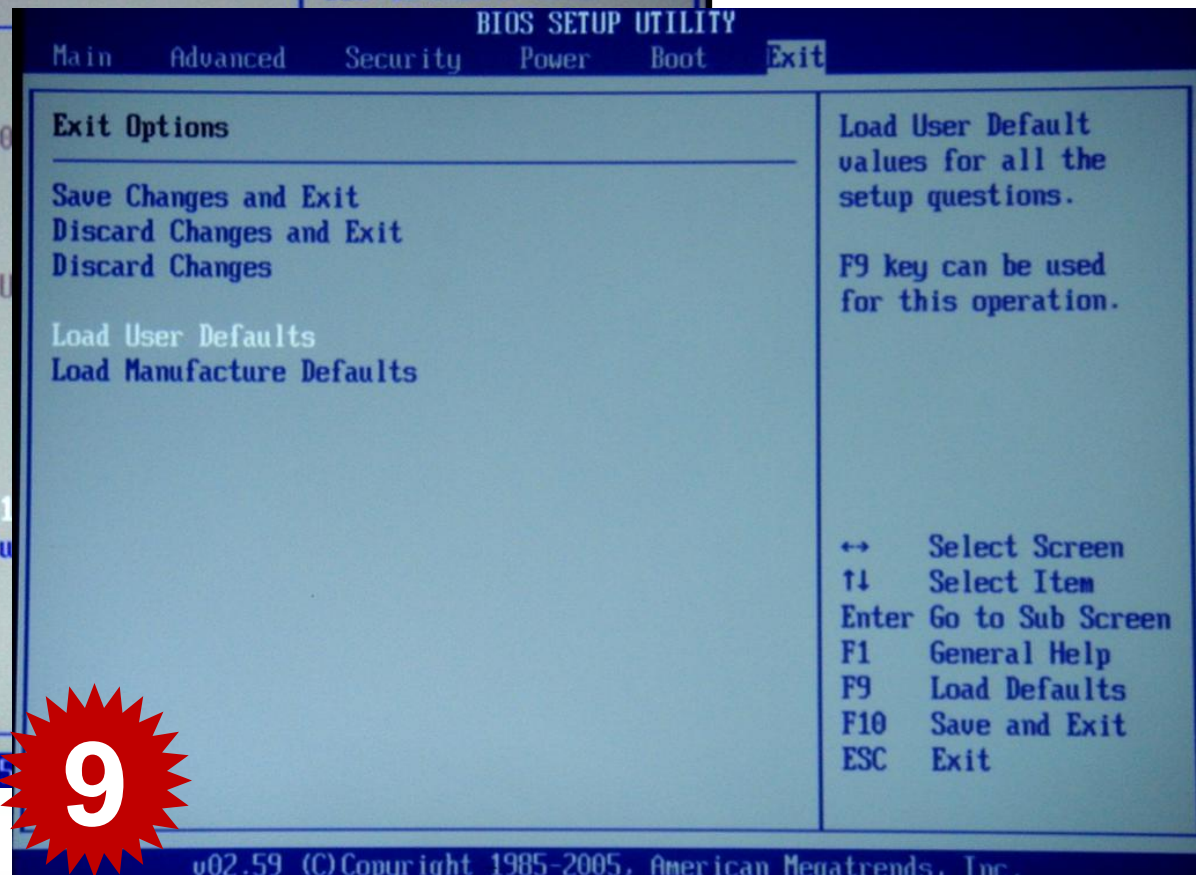 BIOS SETUP UTILITY
Main Advanced Security Power Boot Exit
Exit Options
Save Changes and Exit
Discard Changes and Exit
Discard Changes
Load User Defaults
Load Manufacture Defaults
Load User Default
values for all the
setup questions.
F9 key can be used
for this operation.
↔ Select Screen
↑↓ Select Item
Enter Go to Sub Screen
F1 General Help
F9 Load Defaults
F10 Save and Exit
ESC Exit
9
v02.59 (C)Copyright 1985-2005, American Megatrends, Inc.